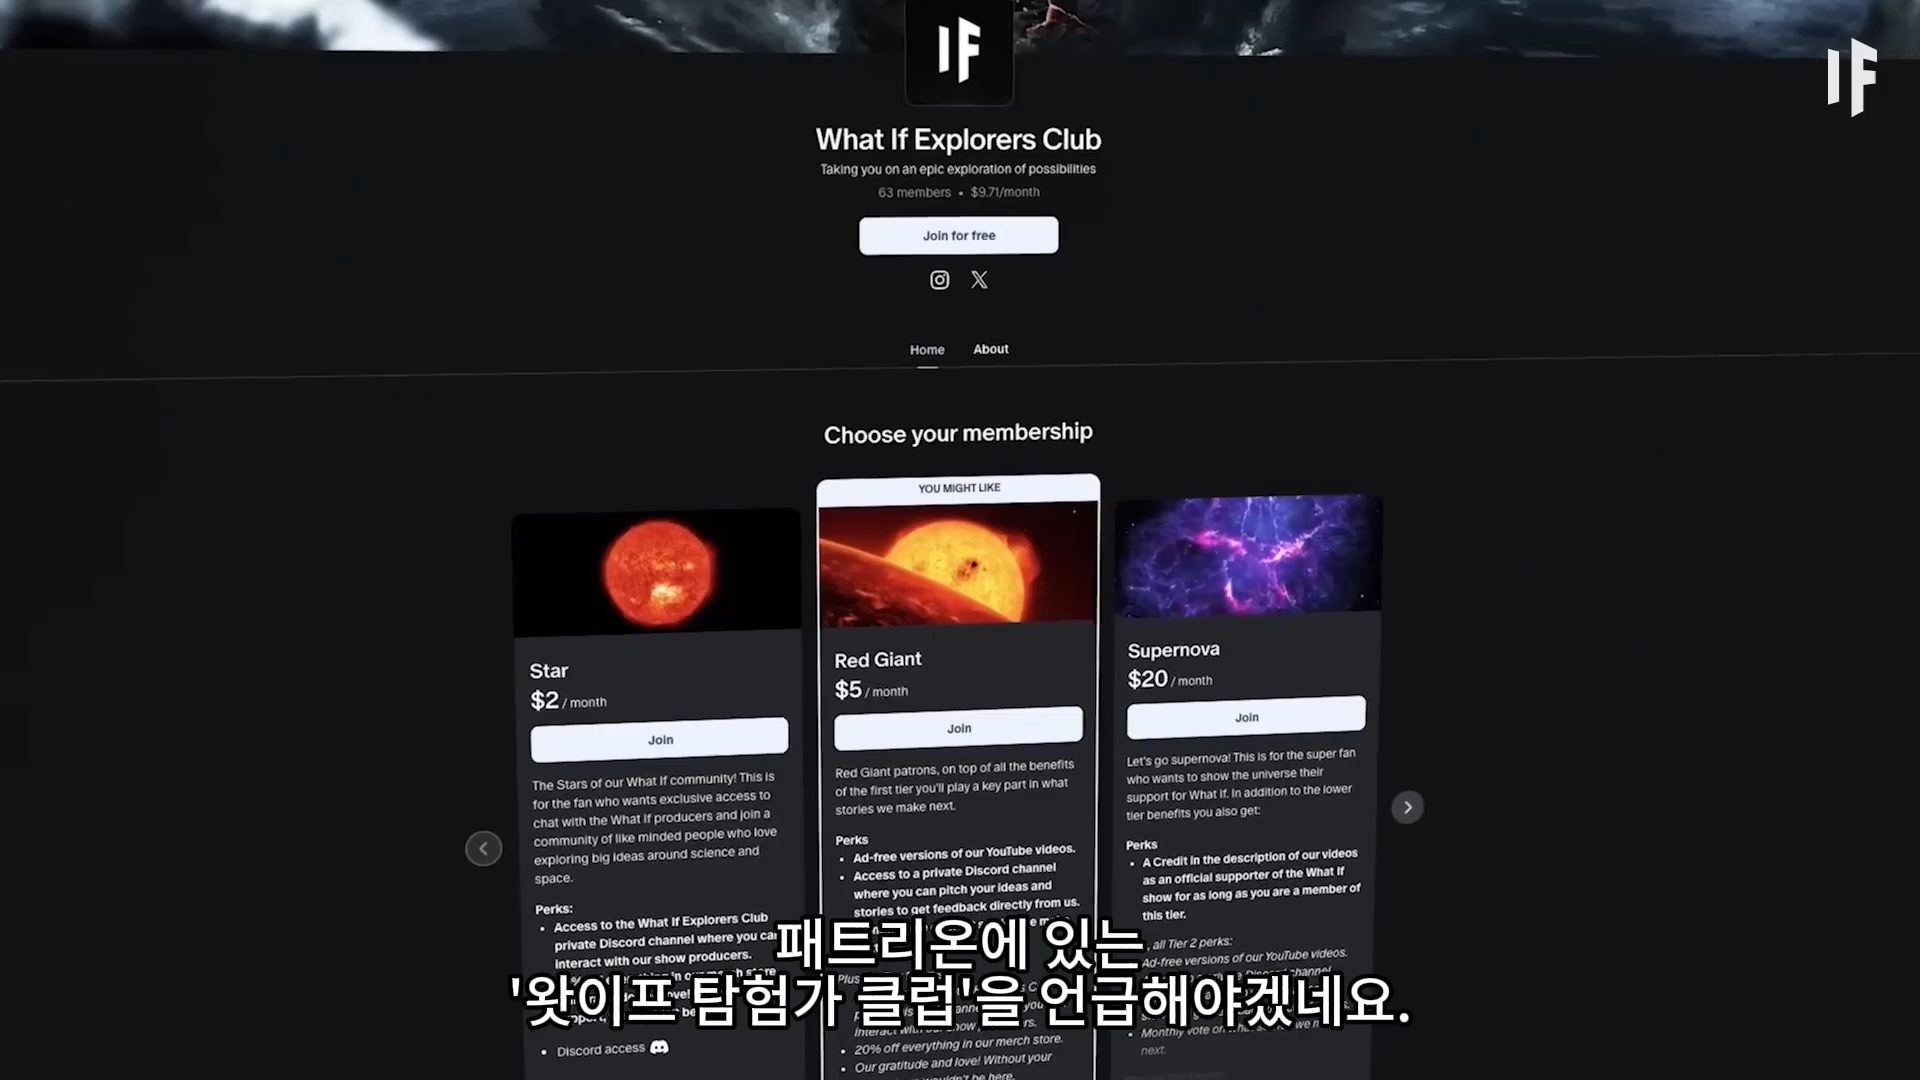 IF
IF
What If Explorers Club
Taking you on an epic exploration of possibilities
63 members • $9.71/month
Join for free
Home About
Choose your membership
YOU MIGHT LIKE
Star
$2 / month
Join
The Stars of our What If community! This is
for the fan who wants exclusive access to
chat with the What If producers and join a
community of like minded people who love
exploring big ideas around science and
space.
Perks:
• Access to the What If Explorers Club
private Discord channel where you can
interact with our show producers.
• Discord access
Red Giant
$5 / month
Join
Red Giant patrons, on top of all the benefits
of the first tier you'll play a key part in what
stories we make next.
Perks
• Ad-free versions of our YouTube videos.
• Access to a private Discord channel
where you can pitch your ideas and
stories to get feedback directly from us.
• 20% off everything in our merch store.
• Our gratitude and love! Without your
wouldn't be here.
Supernova
$20 / month
Join
Let's go supernova! This is for the super fan
who wants to show the universe their
support for What If. In addition to the lower
tier benefits you also get:
Perks
• A Credit in the description of our videos
as an official supporter of the What If
show for as long as you are a member of
this tier.
, all Tier 2 perks:
Ad-free versions of our YouTube videos.
• Monthly vote on
next.
패트리온에 있는
'왓이프 탐험가 클럽'을 언급해야겠네요.